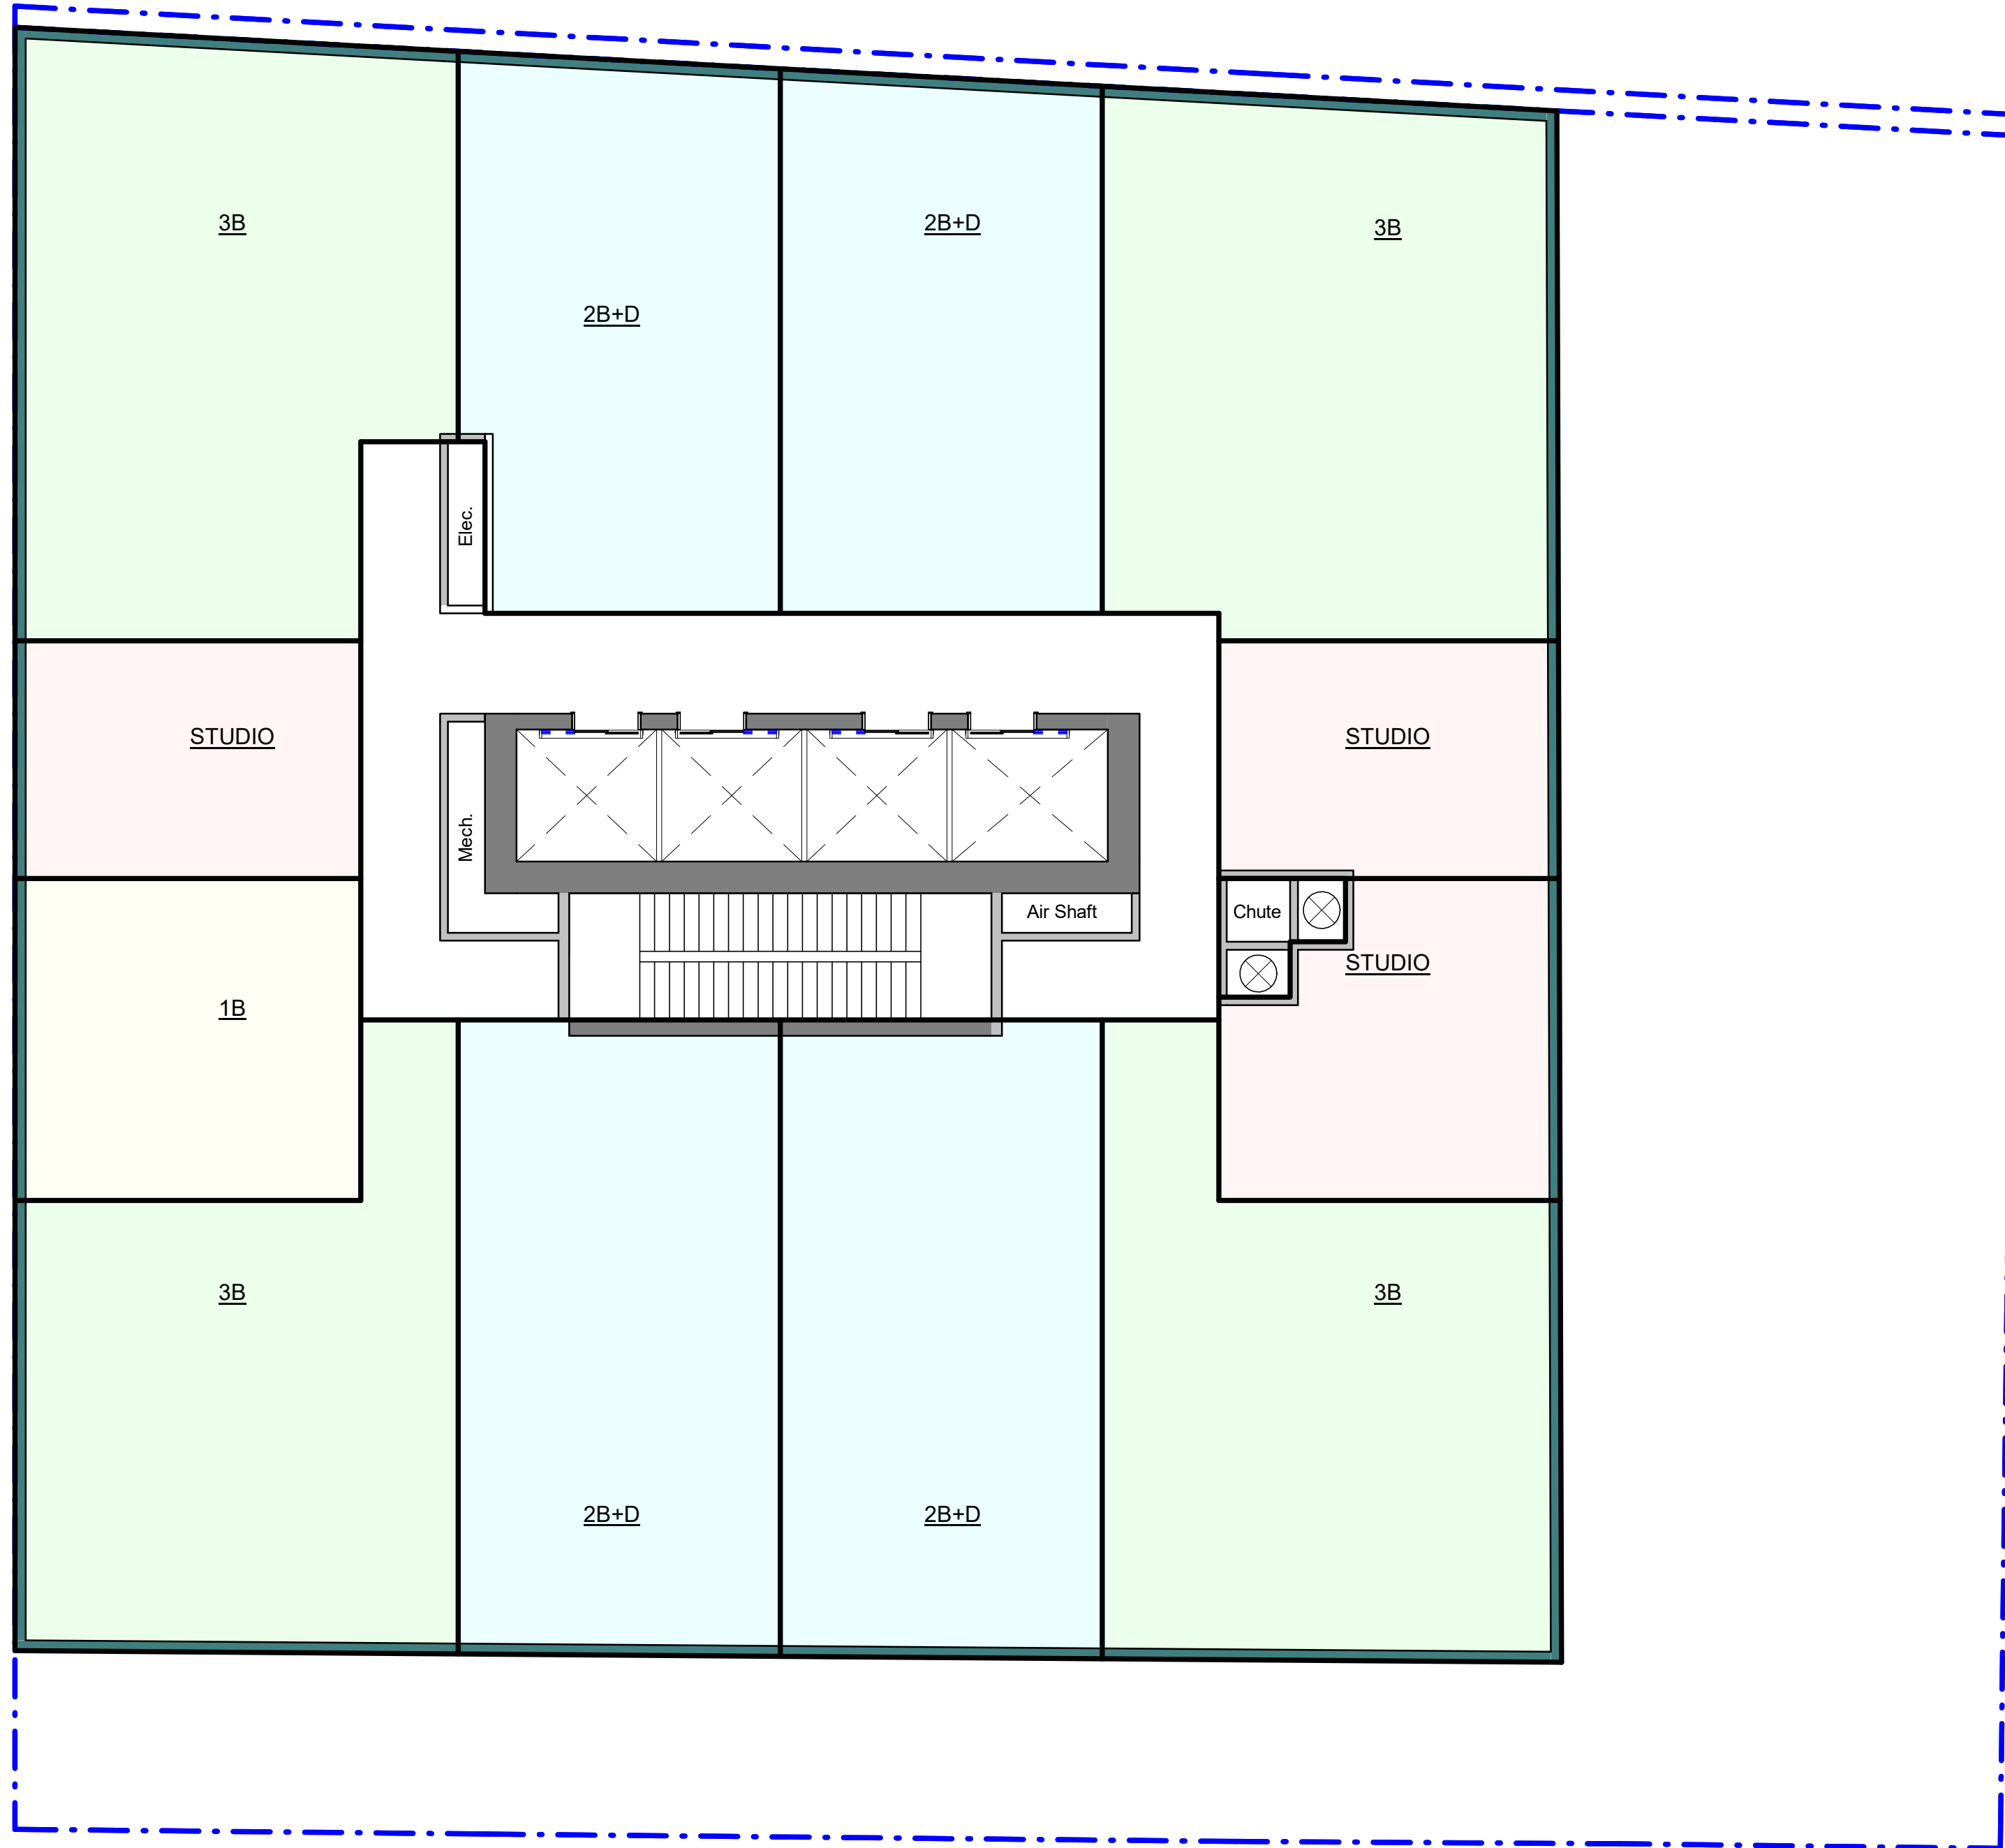 3B
2B+D
3B
2B+D
Elec.
STUDIO
STUDIO
Mech.
Air Shaft
Chute
STUDIO
1B
3B
3B
2B+D
2B+D